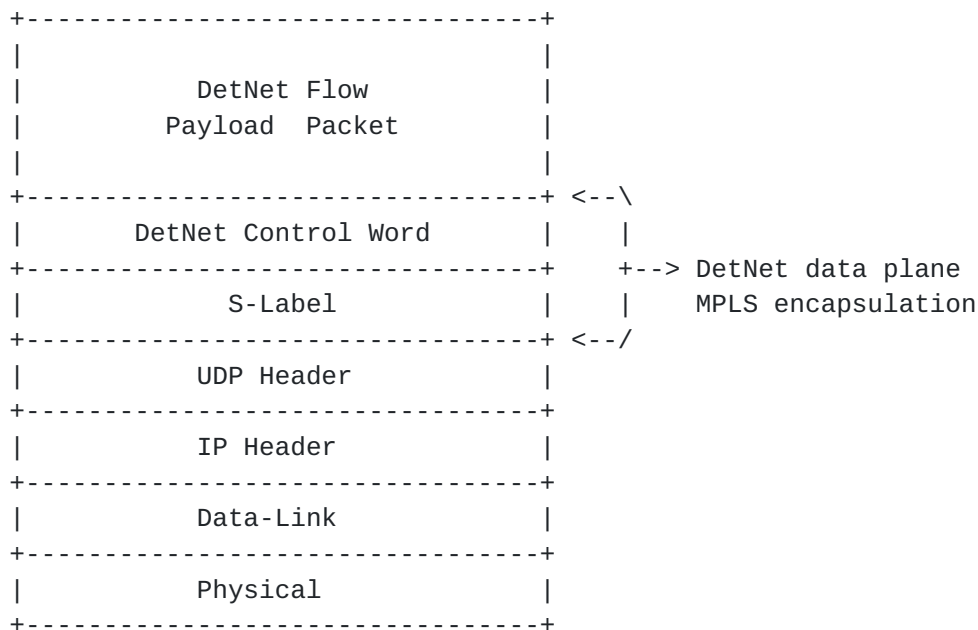 +---------------------------------+
|                                 |
|           DetNet Flow           |
|         Payload  Packet         |
|                                 |
+---------------------------------+ <--\
|       DetNet Control Word       |    |
+---------------------------------+    +--> DetNet data plane
|             S-Label             |    |    MPLS encapsulation
+---------------------------------+ <--/
|           UDP Header            |
+---------------------------------+
|           IP Header             |
+---------------------------------+
|           Data-Link             |
+---------------------------------+
|           Physical              |
+---------------------------------+